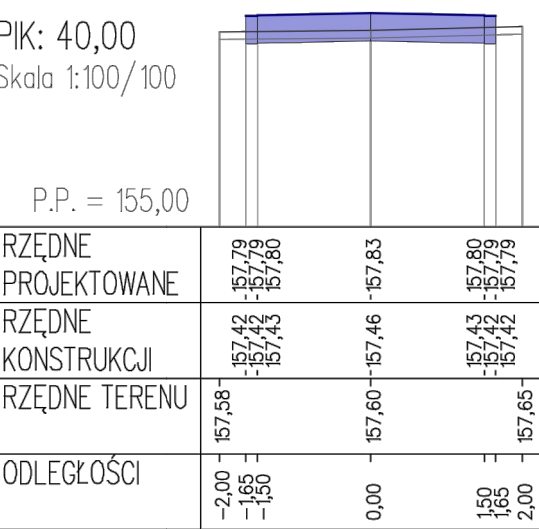 PIK: 40,00
Skala 1:100/100
P.P. = 155,00
RZĘDNE PROJEKTOWANE
157,79 157,79 157,80 157,83 157,80 157,79 157,79
RZĘDNE KONSTRUKCJI
157,42 157,42 157,43 157,46 157,43 157,42 157,42
RZĘDNE TERENU
157,58 157,60 157,65
ODLEGŁOŚCI
-2,00 -1,65 -1,50 0,00 1,50 1,65 2,00